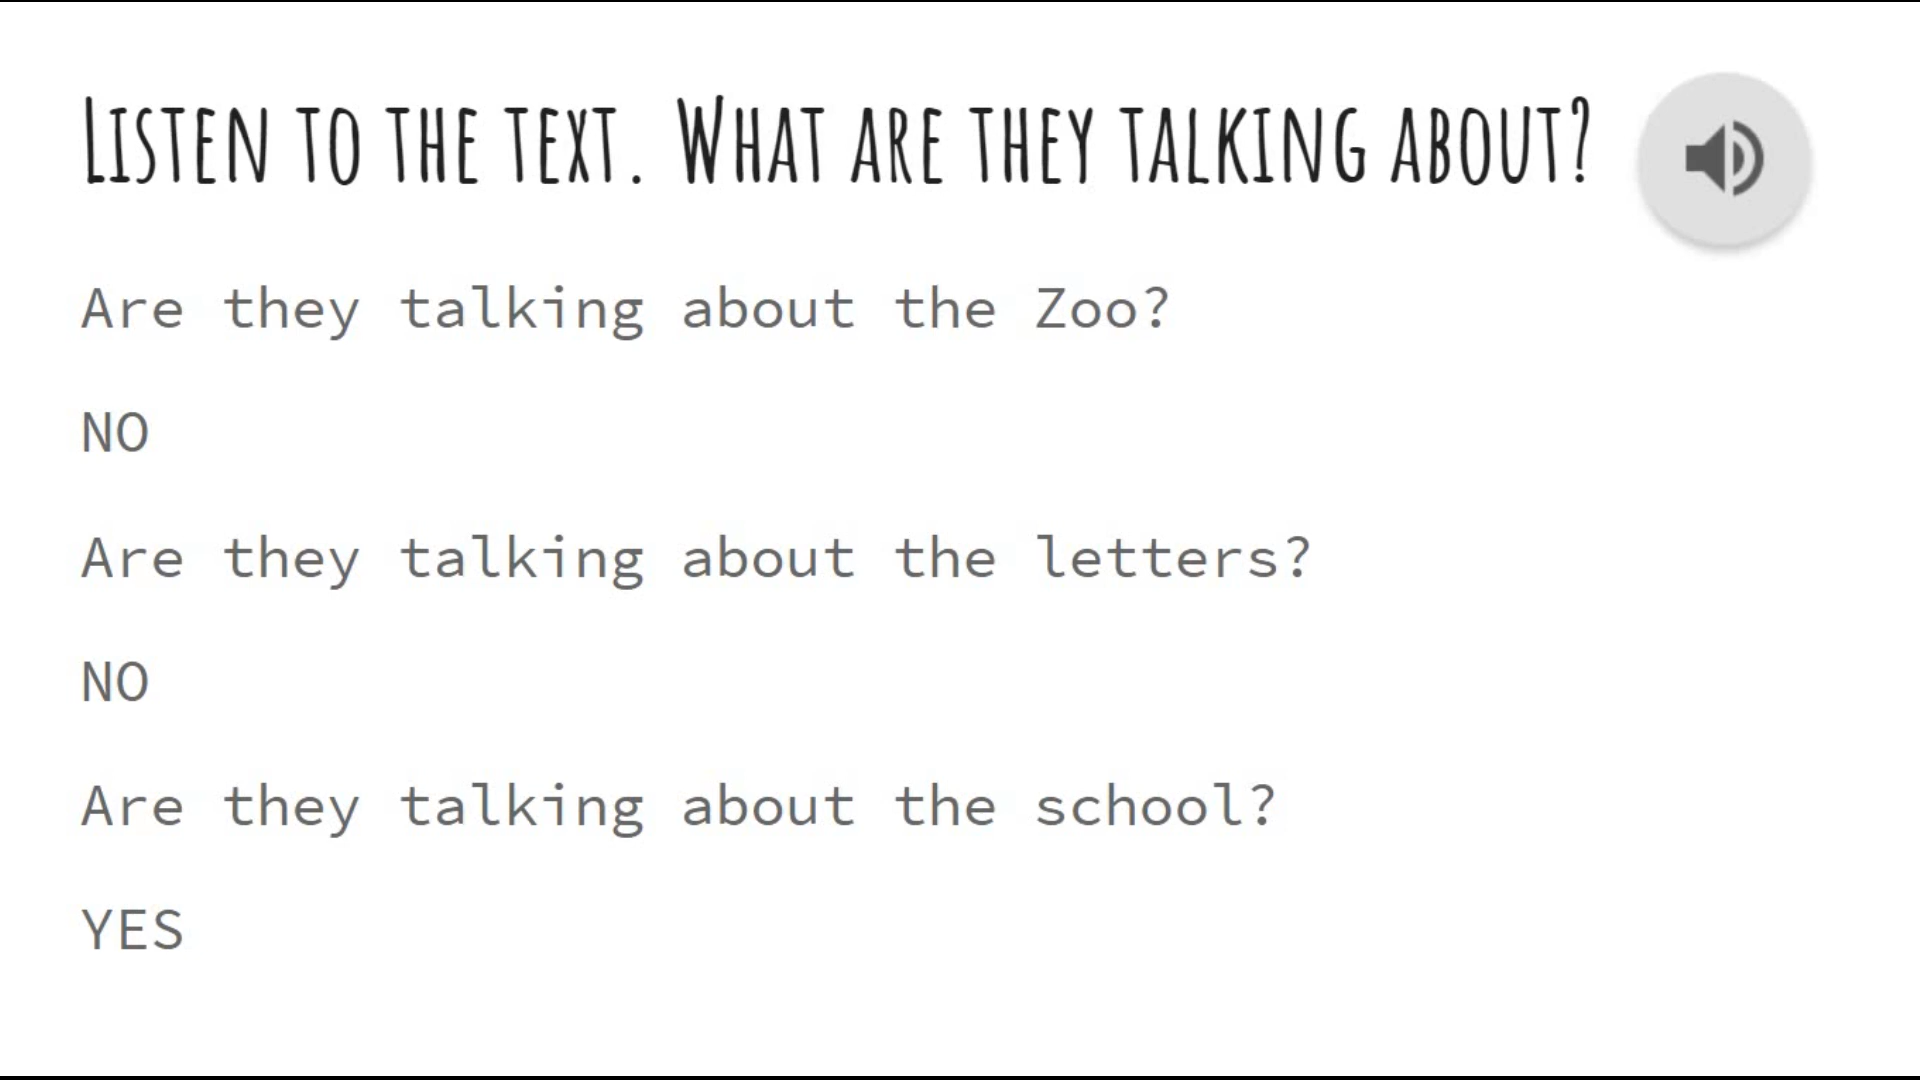 Listen to the text. What are they talking about?
Are they talking about the Zoo?
NO
Are they talking about the letters?
NO
Are they talking about the school?
YES